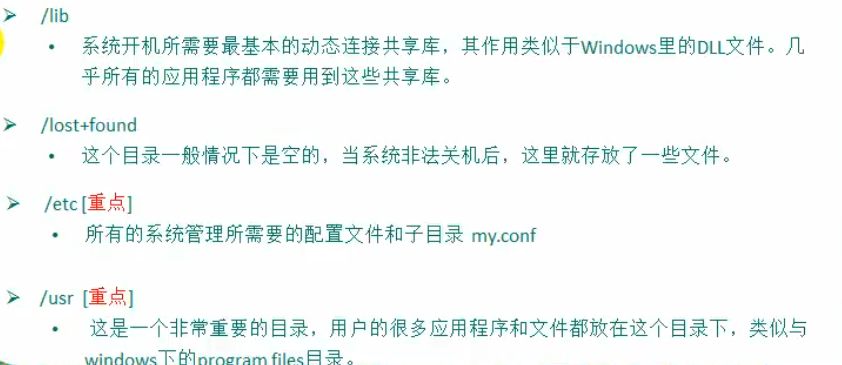 /lib
系统开机所需要最基本的动态连接共享库，其作用类似于Windows里的DLL文件。几
乎所有的应用程序都需要用到这些共享库。
/lost+found
这个目录一般情况下是空的，当系统非法关机后，这里就存放了一些文件。
/etc [重点]
所有的系统管理所需要的配置文件和子目录 my.conf
/usr [重点]
这是一个非常重要的目录，用户的很多应用程序和文件都放在这个目录下，类似与
windows下的program files目录。